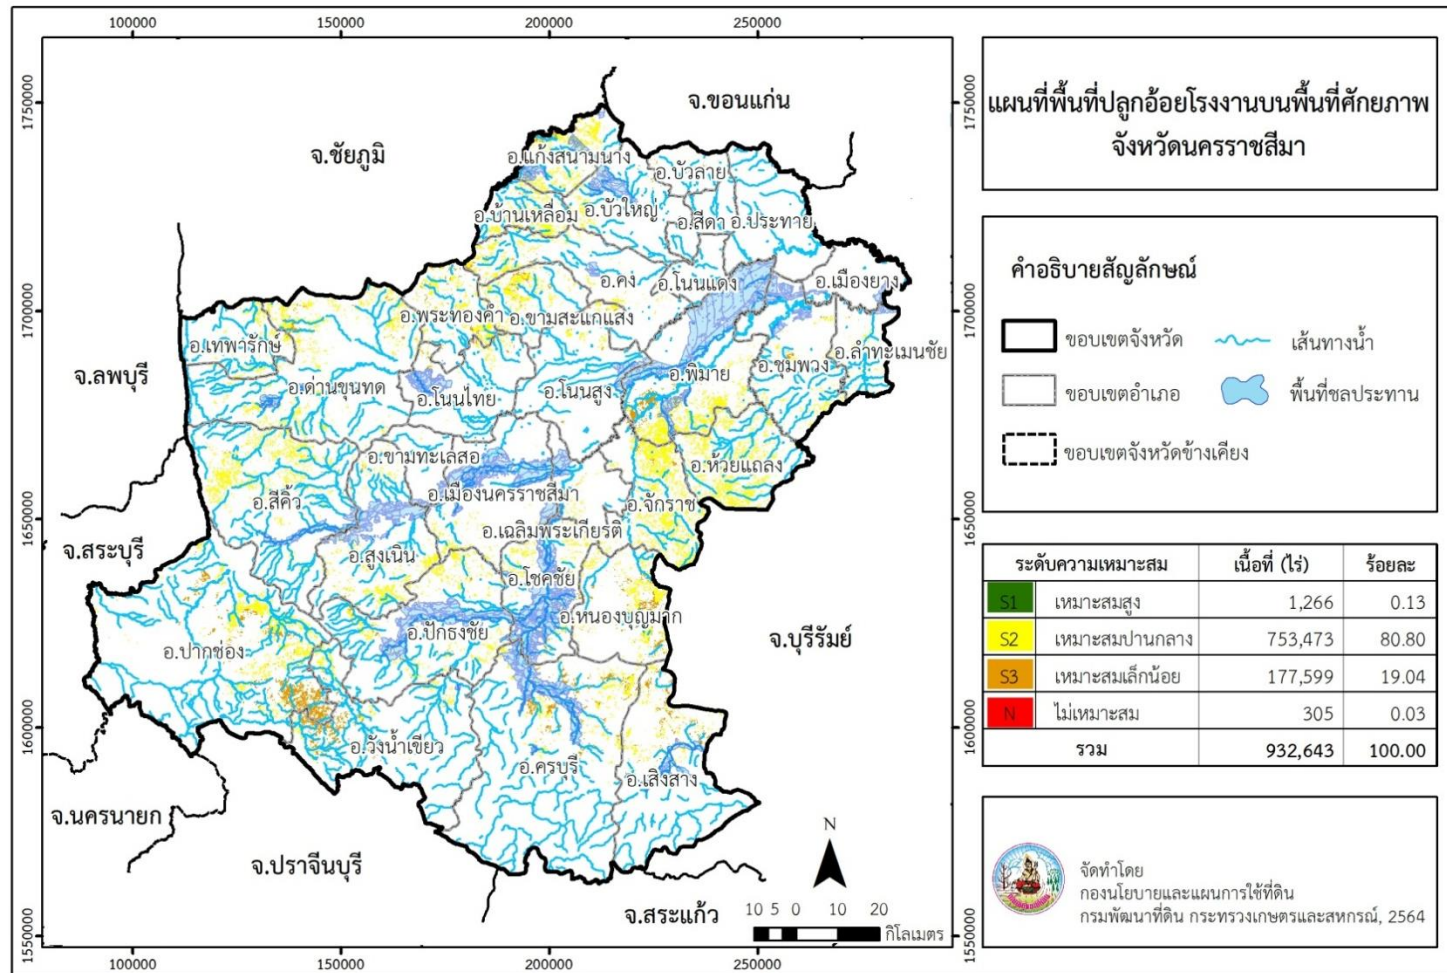 100000 150000 200000 250000
1750000
1700000
1650000
1600000
1550000
จ.ขอนแก่น
จ.ชัยภูมิ
อ.แก้งสนามนาง
อ.บัวลาย
อ.บ้านเหลื่อม
อ.บัวใหญ่
อ.สีดา
อ.ประทาย
อ.คง
อ.โนนแดง
อ.เมืองยาง
อ.พระทองคำ
อ.ขามสะแกแสง
อ.เทพารักษ์
อ.ลำทะเมนชัย
อ.ชุมพวง
จ.ลพบุรี
อ.พิมาย
อ.ด่านขุนทด
อ.โนนไทย
อ.โนนสูง
อ.ขามทะเลสอ
อ.ห้วยแถลง
อ.เมืองนครราชสีมา
อ.สีคิ้ว
อ.จักราช
อ.เฉลิมพระเกียรติ
จ.สระบุรี
อ.สูงเนิน
อ.โชคชัย
อ.หนองบุญมาก
อ.ปักธงชัย
จ.บุรีรัมย์
อ.ปากช่อง
อ.วังน้ำเขียว
อ.ครบุรี
อ.เสิงสาง
จ.นครนายก
จ.ปราจีนบุรี
จ.สระแก้ว
N
10 5 0 10 20
กิโลเมตร
1750000
1700000
1650000
1600000
1550000
100000 150000 200000 250000
แผนที่พื้นที่ปลูกอ้อยโรงงานบนพื้นที่ศักยภาพ
จังหวัดนครราชสีมา
คำอธิบายสัญลักษณ์
ขอบเขตจังหวัด เส้นทางน้ำ
ขอบเขตอำเภอ พื้นที่ชลประทาน
ขอบเขตจังหวัดข้างเคียง
ระดับความเหมาะสม เนื้อที่ (ไร่) ร้อยละ
S1 เหมาะสมสูง 1,266 0.13
S2 เหมาะสมปานกลาง 753,473 80.80
S3 เหมาะสมเล็กน้อย 177,599 19.04
N ไม่เหมาะสม 305 0.03
รวม 932,643 100.00
จัดทำโดย
กองนโยบายและแผนการใช้ที่ดิน
กรมพัฒนาที่ดิน กระทรวงเกษตรและสหกรณ์, 2564